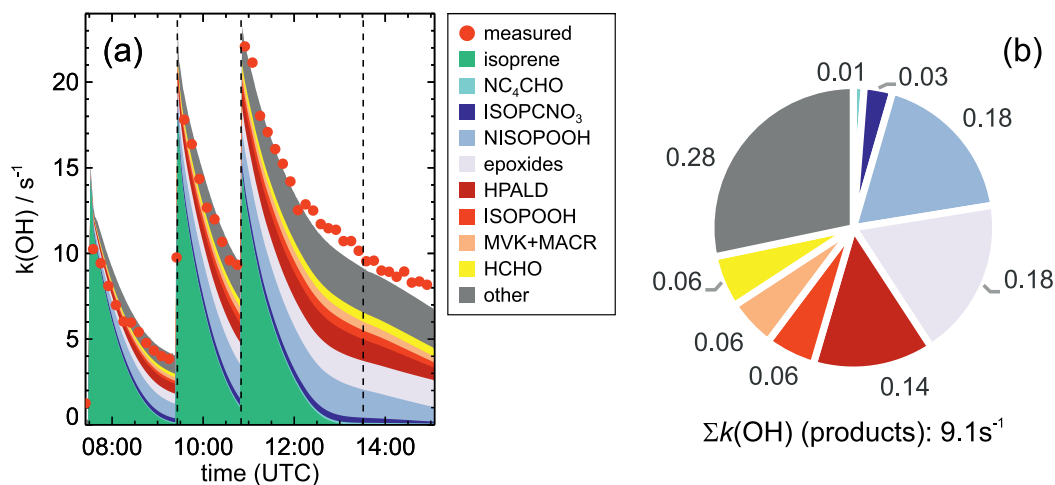 (a)
k(OH) / s⁻¹
20
15
10
5
0
08:00 10:00 12:00 14:00
time (UTC)
measured
isoprene
NC₄CHO
ISOPCNO₃
NISOPOOH
epoxides
HPALD
ISOPOOH
MVK+MACR
HCHO
other
(b)
0.01
0.03
0.18
0.18
0.14
0.06
0.06
0.06
0.28
Σk(OH) (products): 9.1s⁻¹